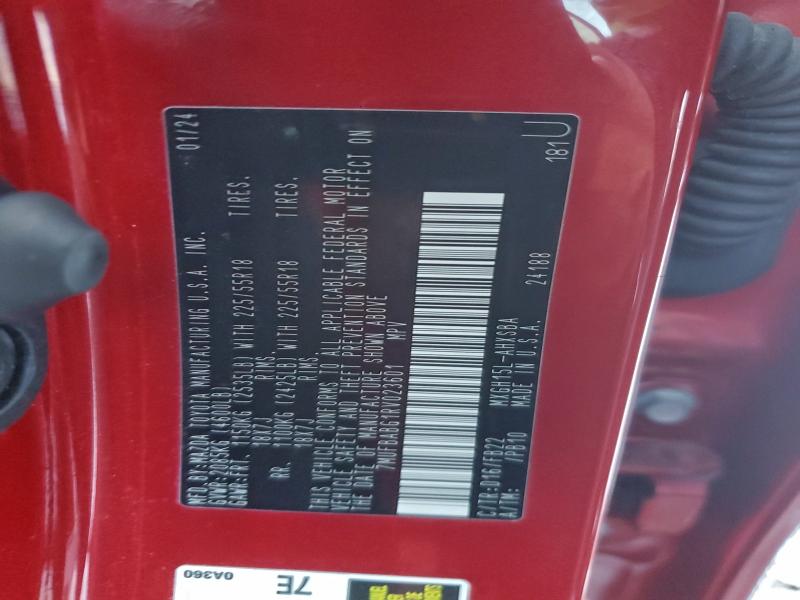 MFD.BY:MAZDA TOYOTA MANUFACTURING U.S.A. INC. 01/24
GVWR:2085KG (4600LB)
GAWR:FRT. 1150KG (2535LB) WITH 225/55R18 TIRES.
18X7J RIMS.
RR. 1100KG (2425LB) WITH 225/55R18 TIRES.
18X7J RIMS.
THIS VEHICLE CONFORMS TO ALL APPLICABLE FEDERAL MOTOR
VEHICLE SAFETY AND THEFT PREVENTION STANDARDS IN EFFECT ON
THE DATE OF MANUFACTURE SHOWN ABOVE
7MUFBABG1RV023601 MPV
C/TR:D16/FB22 MXGH15L-AHXSBA
A/TM: /PB10 MADE IN U.S.A. 24188 181U
0A360
7E